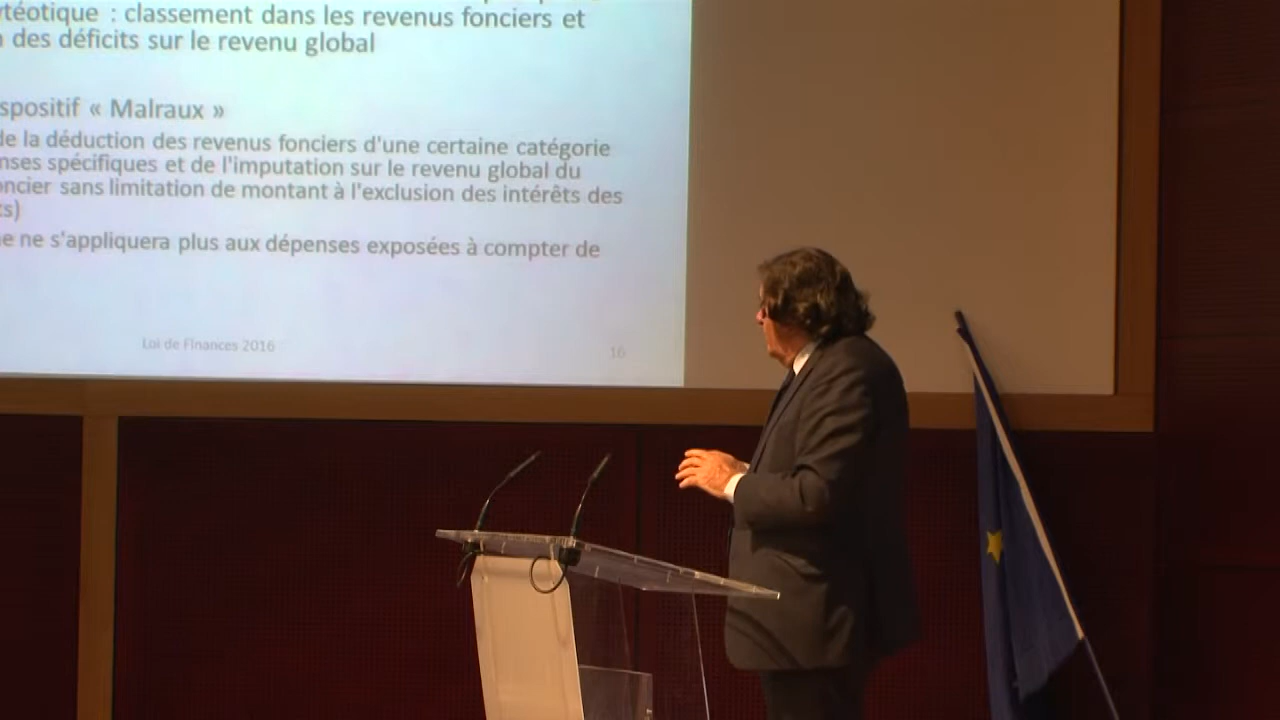 téotique : classement dans les revenus fonciers et
des déficits sur le revenu global
spositif « Malraux »
de la déduction des revenus fonciers d'une certaine catégorie
nses spécifiques et de l'imputation sur le revenu global du
oncier sans limitation de montant à l'exclusion des intérêts des
ts)
e ne s'appliquera plus aux dépenses exposées à compter de
Loi de Finances 2016
16